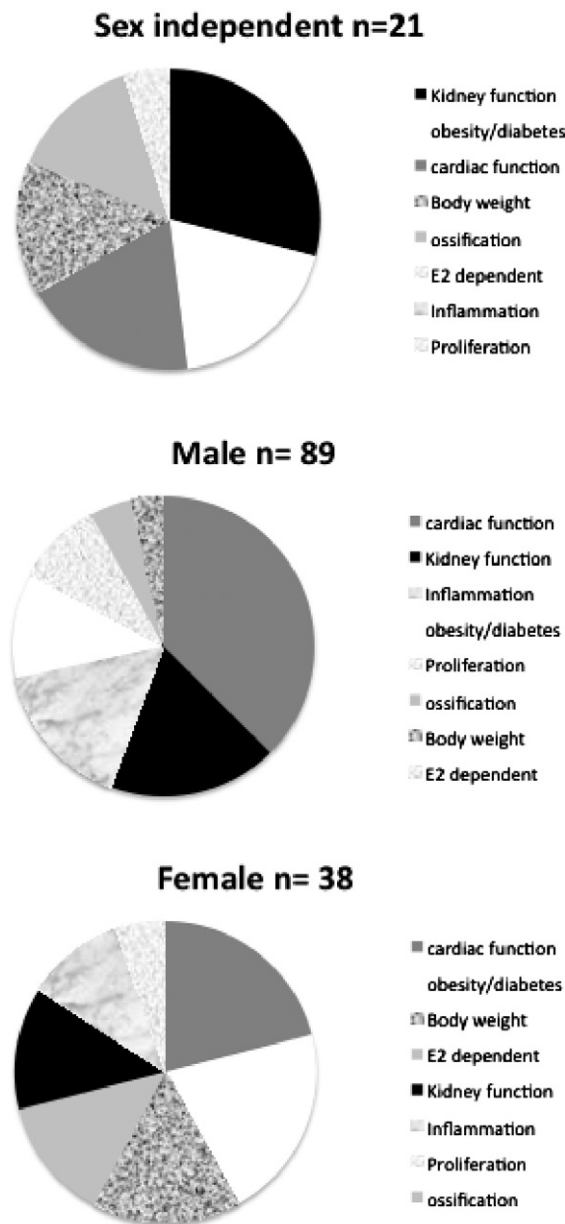 Sex independent n=21
Kidney function
obesity/diabetes
cardiac function
Body weight
ossification
E2 dependent
Inflammation
Proliferation
Male n= 89
cardiac function
Kidney function
Inflammation
obesity/diabetes
Proliferation
ossification
Body weight
E2 dependent
Female n= 38
cardiac function
obesity/diabetes
Body weight
E2 dependent
Kidney function
Inflammation
Proliferation
ossification